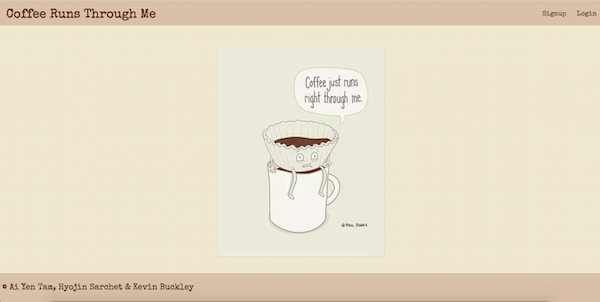 Coffee Runs Through Me
Signup Login
Coffee just runs
right through me.
© Ai Yen Tam, Hyojin Sarchet & Kevin Buckley